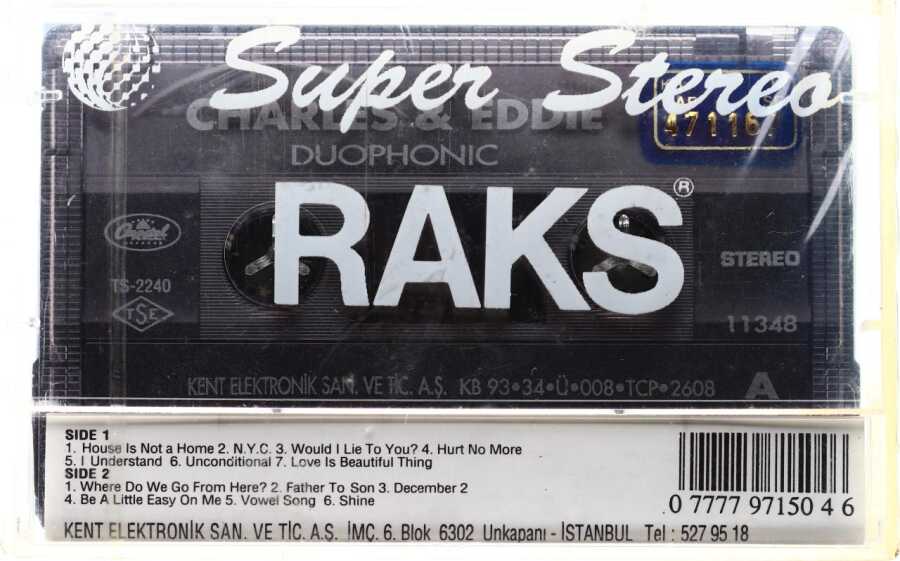 Super Stereo
CHARLES & EDDIE
47116
DUOPHONIC
RAKS®
Capitol
STEREO
TS-2240
TSE
11348
KENT ELEKTRONİK SAN. VE TİC. A.Ş. KB 93•34•Ü•008•TCP•2608 A
SIDE 1
1. House Is Not a Home 2. N.Y.C. 3. Would I Lie To You? 4. Hurt No More
5. I Understand 6. Unconditional 7. Love Is Beautiful Thing
SIDE 2
1. Where Do We Go From Here? 2. Father To Son 3. December 2
4. Be A Little Easy On Me 5. Vowel Song 6. Shine
0 7777 97150 4 6
KENT ELEKTRONİK SAN. VE TİC. A.Ş. İMÇ. 6. Blok 6302 Unkapanı - İSTANBUL Tel : 527 95 18